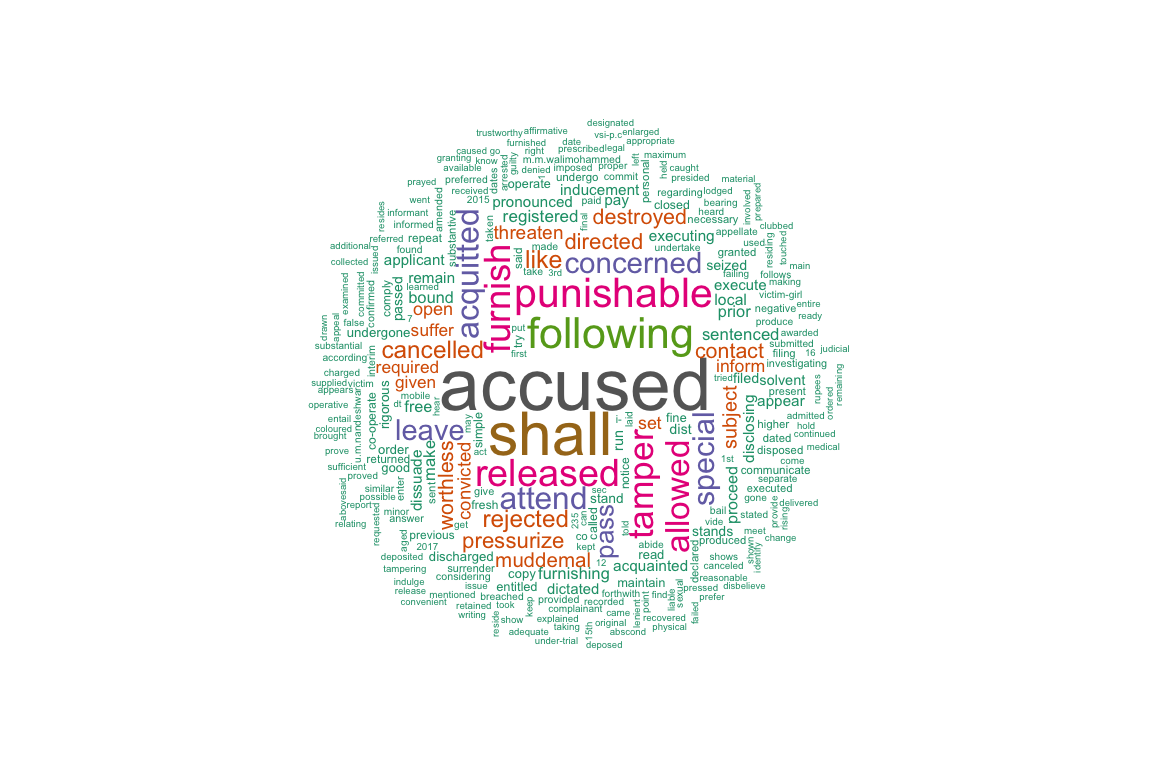 designated
trustworthy affirmative vsi-p.c enlarged
furnished date appropriate
caused go right prescribed legal
granting know m.m.walimohammed left maximum
available dates arrested guilty denied imposed proper held caught
prayed preferred 1 undergo commit personal presided material
received operate inducement regarding lodged
went 2015 pronounced paid pay closed bearing involved prepared
resides informant amended registered final destroyed heard necessary
informed substantive taken threaten directed executing appellate clubbed
referred repeat acquitted said made undertake used residing touched
additional found like concerned granted
collected issued applicant furnish take 3rd seized failing follows main
examined committed confirmed learned remain punishable execute making
comply passed bound local victim-girl
drawn appeal false 7 open prior negative entire
substantial undergone suffer try put following sentenced produce ready
according interim cancelled first contact submitted awarded
charged required inform filing 16 judicial
supplied victim given accused tried filed solvent investigating
appears rigorous mobile present rupees ordered remaining
operative co-operate dt free hear appear
entail u.m.nandeshwar leave simple may shall laid i- set fine subject disclosing admitted hold
coloured order act run dist higher continued
brought prove returned special dated medical
sufficient good make worthless convicted released tamper allowed 1st disposed come
proved dissuade notice communicate
abovesaid similar enter sent give attend sec proceed separate
possible fresh stand executed
report minor rejected 235 can called pass bail gone provide delivered
relating requested answer get told vide stated rising
previous pressurize co stands meet change
aged 2017 kept abide produced shown identify
deposited discharged muddemal 12 read declared shows
tampering surrender acquainted canceled
considering copy furnishing reasonable
indulge issue entitled maintain pressed disbelieve
release mentioned breached dictated forthwith find liable sexual prefer
convenient retained took keep provided recorded lenient point
writing complainant came failed
reside show explained original recovered
adequate taking 15th abscond physical
under-trial deposed